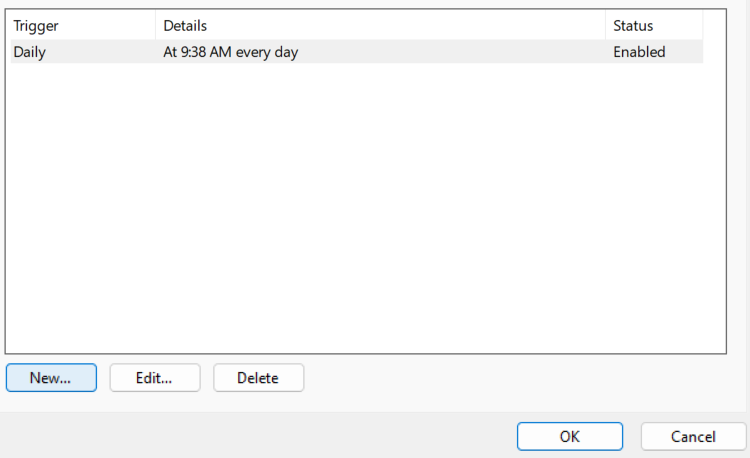 Trigger Details Status
Daily At 9:38 AM every day Enabled
New... Edit... Delete
OK Cancel